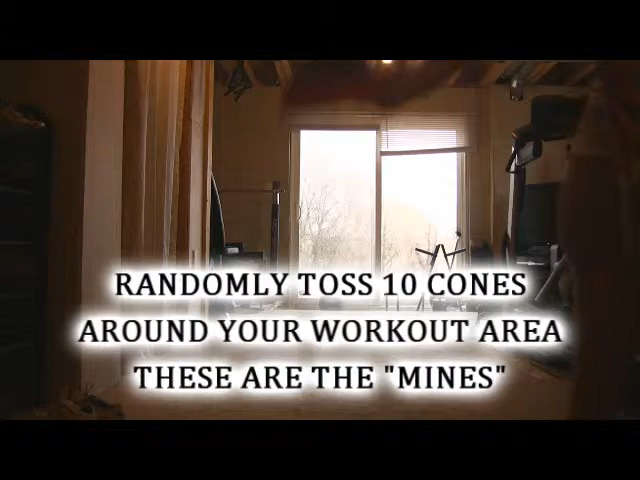 RANDOMLY TOSS 10 CONES
AROUND YOUR WORKOUT AREA
THESE ARE THE "MINES"